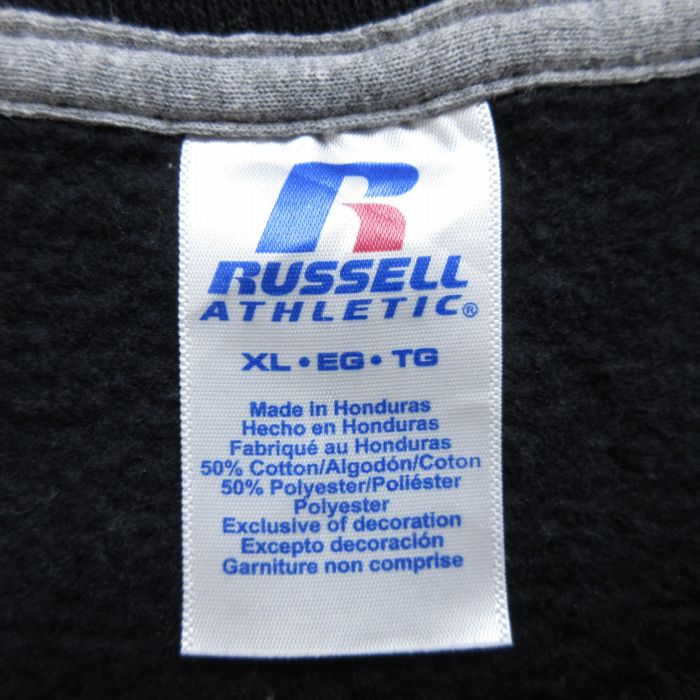 RUSSELL
ATHLETIC®
XL • EG • TG
Made in Honduras
Hecho en Honduras
Fabriqué au Honduras
50% Cotton/Algodón/Coton
50% Polyester/Poliéster
Polyester
Exclusive of decoration
Excepto decoración
Garniture non comprise